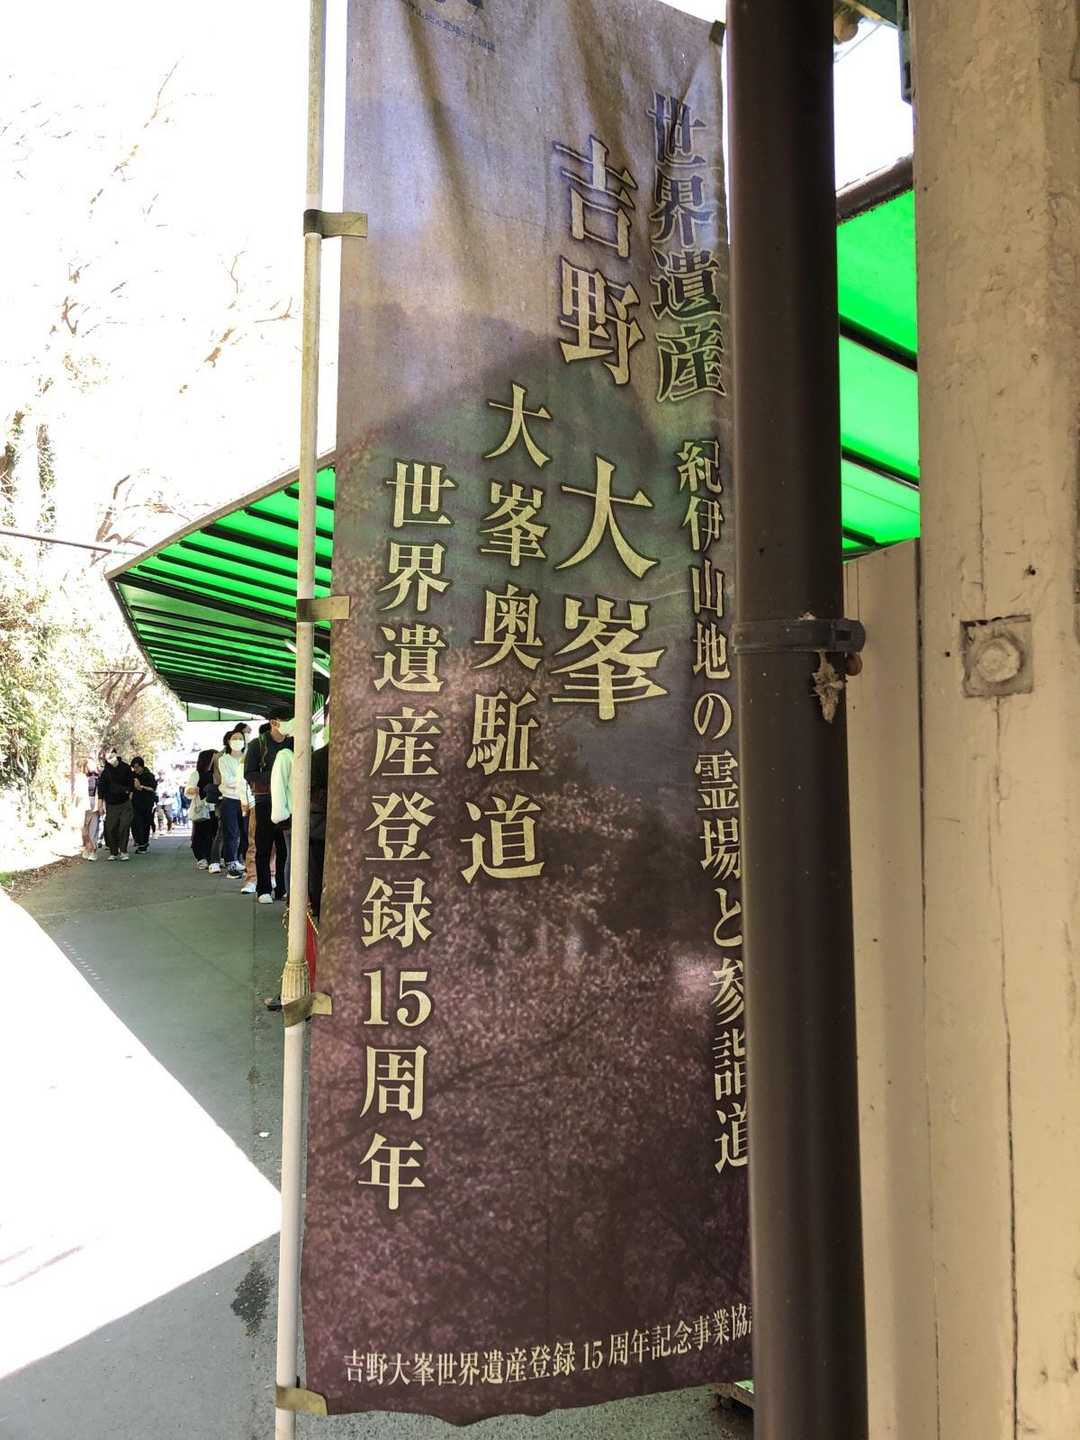 世界遺産 紀伊山地の霊場と参詣道
吉野 大峯
大峯奥駈道
世界遺産登録15周年
吉野大峯世界遺産登録15周年記念事業協